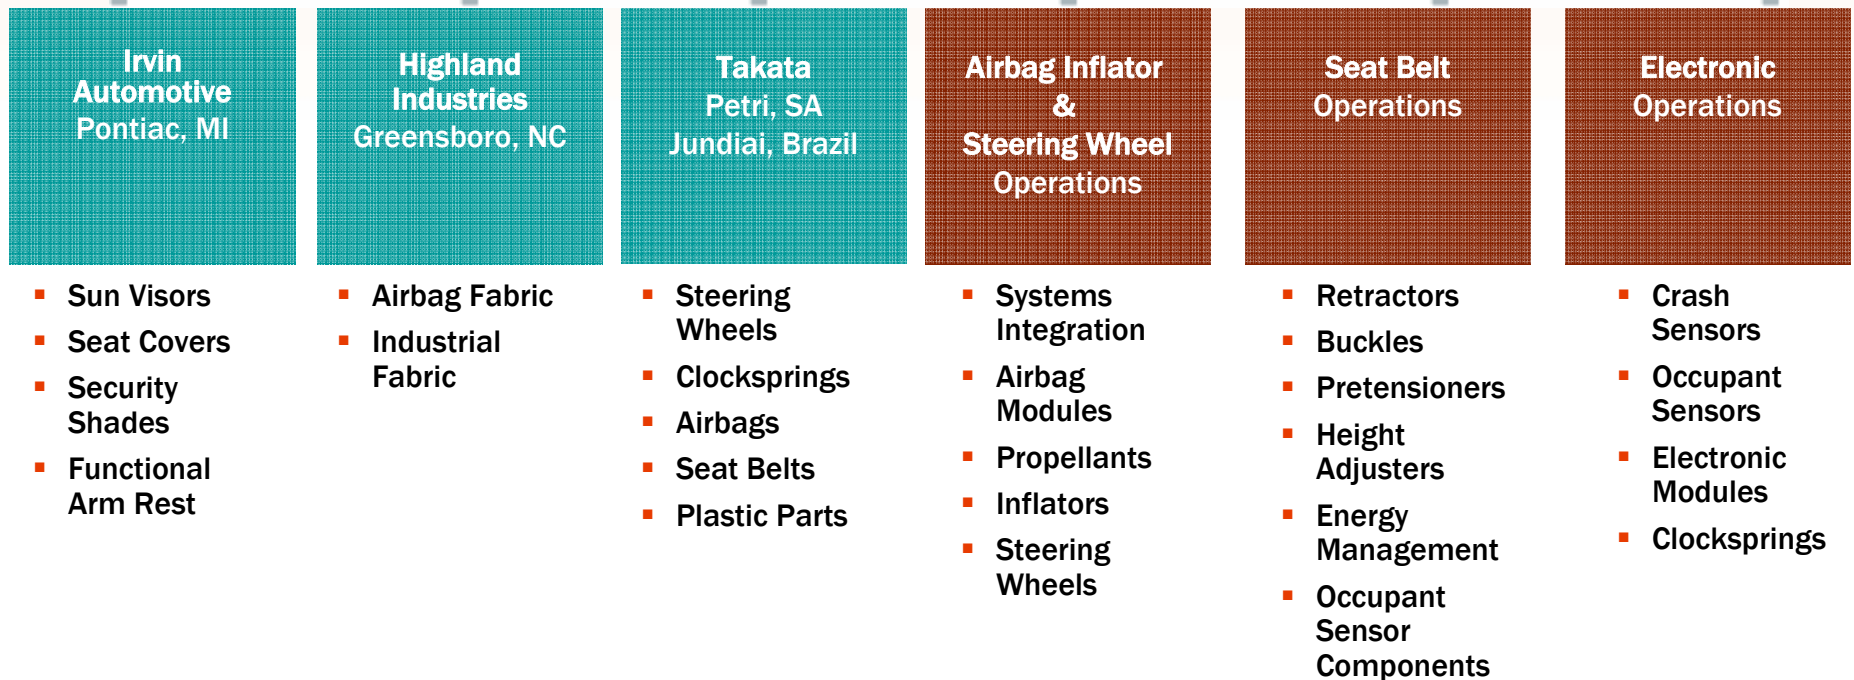 Irvin
Automotive
Pontiac, MI
Highland
Industries
Greensboro, NC
Takata
Petri, SA
Jundiai, Brazil
Airbag Inflator
&
Steering Wheel
Operations
Seat Belt
Operations
Electronic
Operations
Sun Visors
Seat Covers
Security
Shades
Functional
Arm Rest
Airbag Fabric
Industrial
Fabric
Steering
Wheels
Clocksprings
Airbags
Seat Belts
Plastic Parts
Systems
Integration
Airbag
Modules
Propellants
Inflators
Steering
Wheels
Retractors
Buckles
Pretensioners
Height
Adjusters
Energy
Management
Occupant
Sensor
Components
Crash
Sensors
Occupant
Sensors
Electronic
Modules
Clocksprings